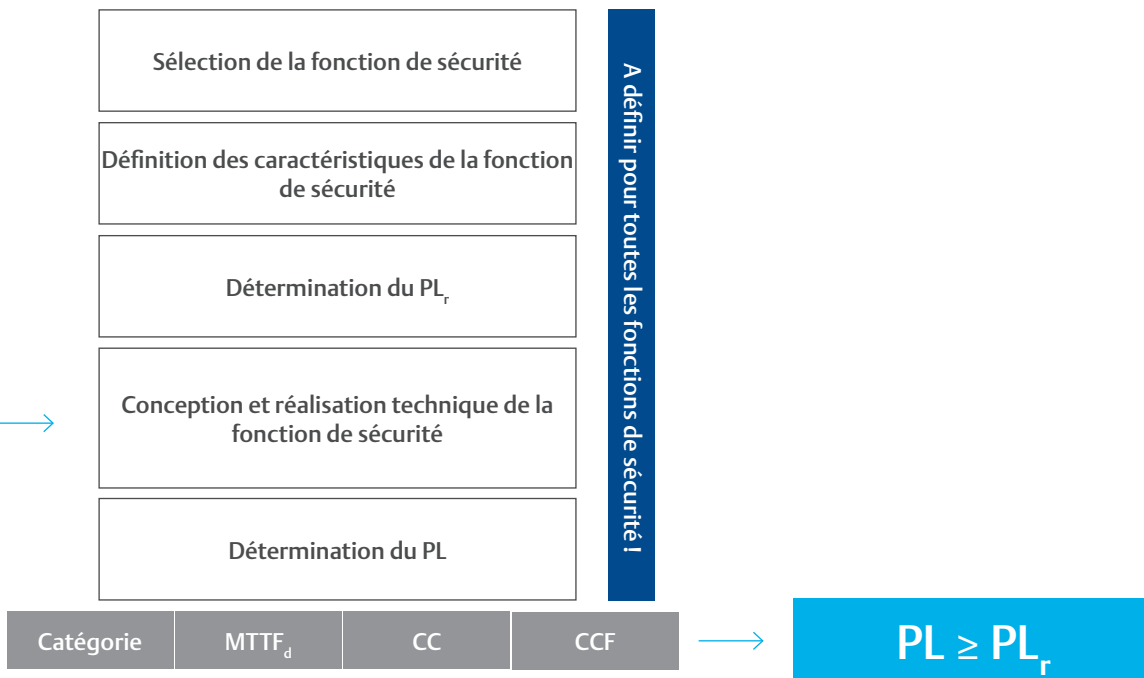 Sélection de la fonction de sécurité
Définition des caractéristiques de la fonction
de sécurité
Détermination du PLr
Conception et réalisation technique de la
fonction de sécurité
Détermination du PL
A définir pour toutes les fonctions de sécurité !
Catégorie MTTFd CC CCF
PL ≥ PLr